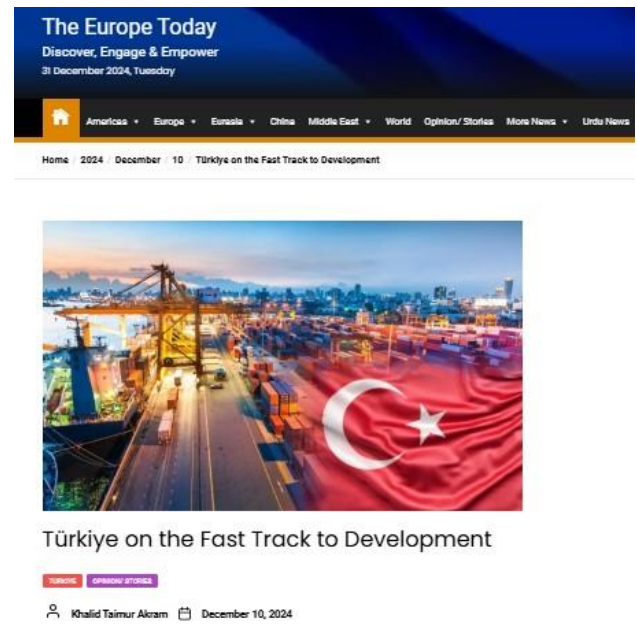 The Europe Today
Discover, Engage & Empower
31 December 2024, Tuesday
Americas Europe Eurasia China Middle East World Opinion/ Stories More News Urdu News
Home / 2024 / December / 10 / Türkiye on the Fast Track to Development
Türkiye on the Fast Track to Development
TÜRKIYE OPINION/ STORIES
Khalid Taimur Akram December 10, 2024